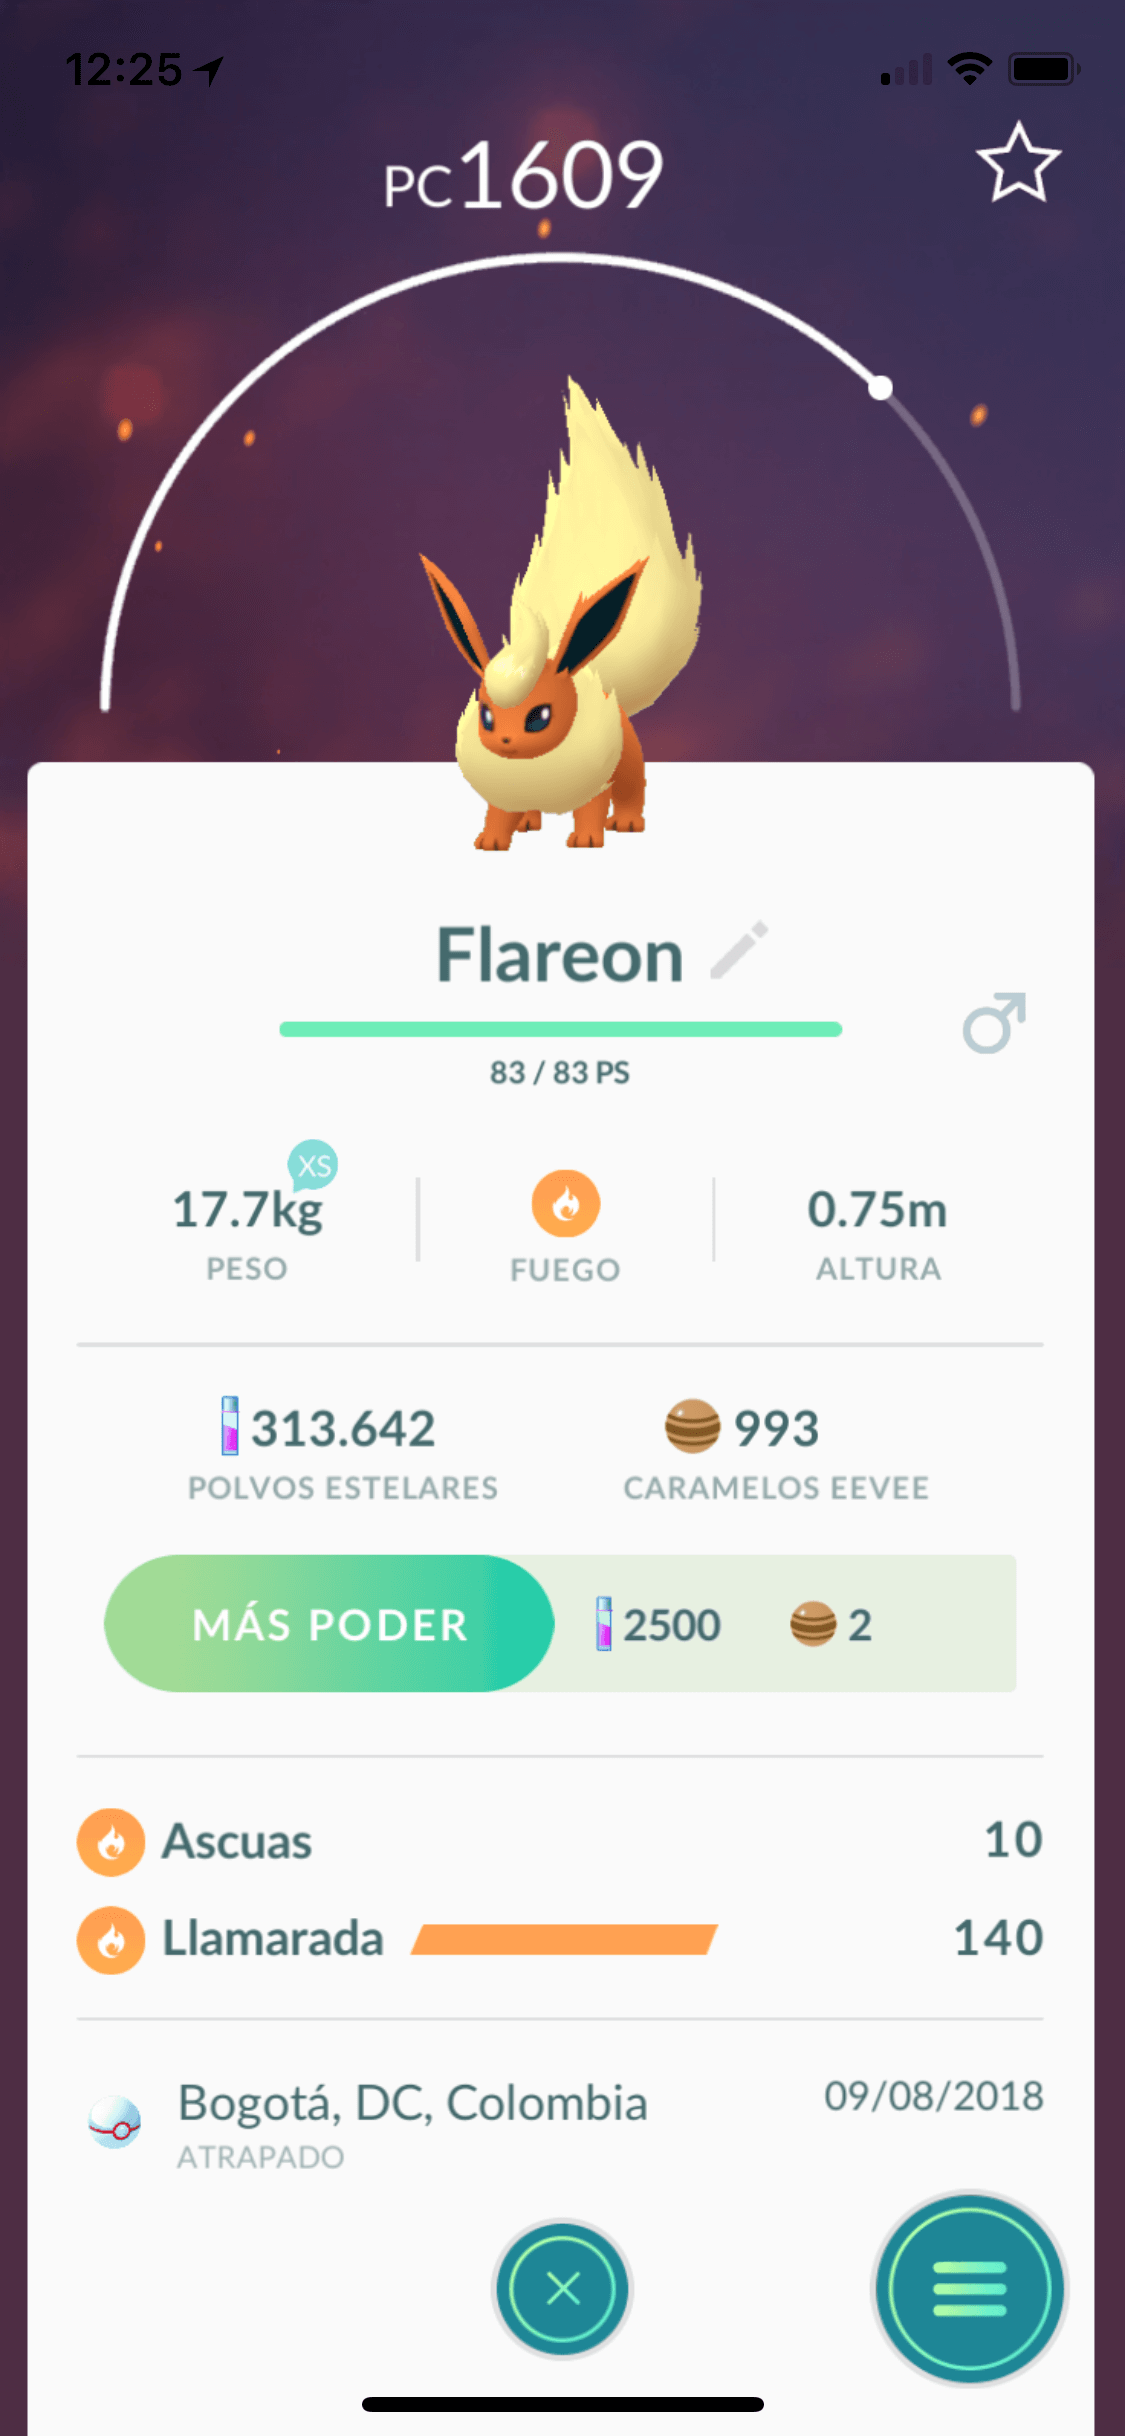 12:25
PC1609
Flareon
83 / 83 PS
XS
17.7kg
PESO
FUEGO
0.75m
ALTURA
313.642
POLVOS ESTELARES
993
CARAMELOS EEVEE
MÁS PODER 2500 2
Ascuas 10
Llamarada 140
Bogotá, DC, Colombia 09/08/2018
ATRAPADO